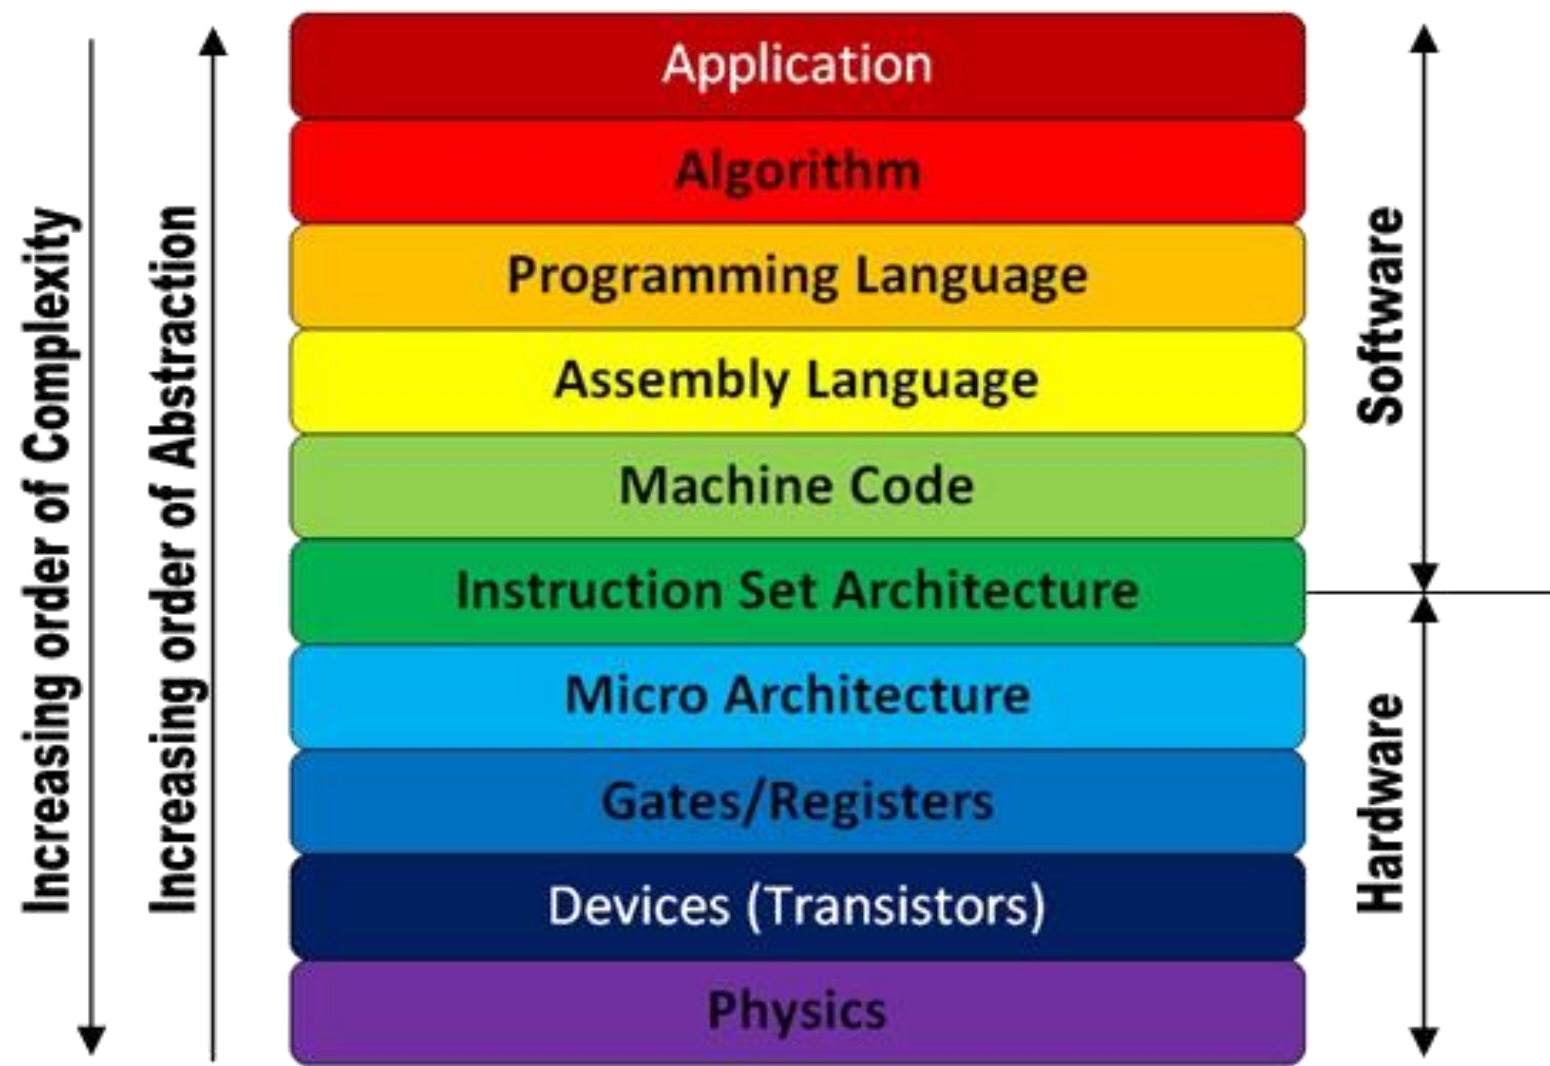 Increasing order of Complexity
Increasing order of Abstraction
Application
Algorithm
Programming Language
Assembly Language
Machine Code
Instruction Set Architecture
Micro Architecture
Gates/Registers
Devices (Transistors)
Physics
Software
Hardware